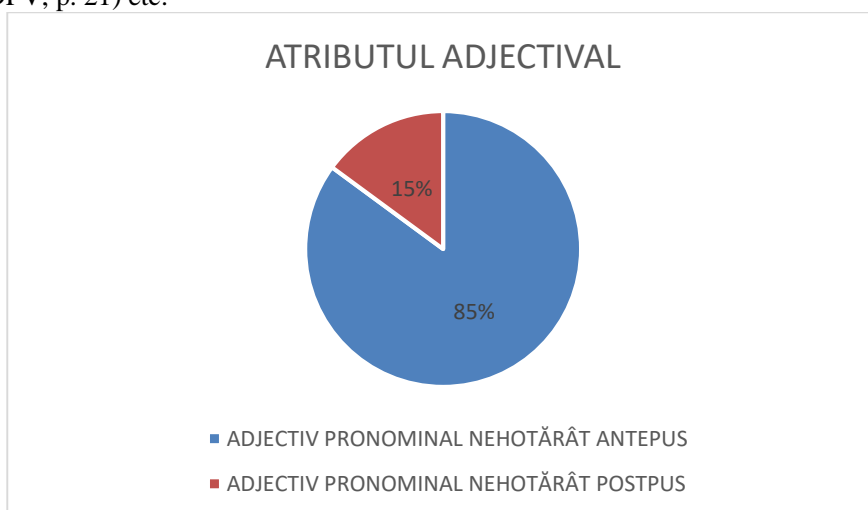 p. 21) etc.
ATRIBUTUL ADJECTIVAL
15%
85%
ADJECTIV PRONOMINAL NEHOTĂRÂT ANTEPUS
ADJECTIV PRONOMINAL NEHOTĂRÂT POSTPUS